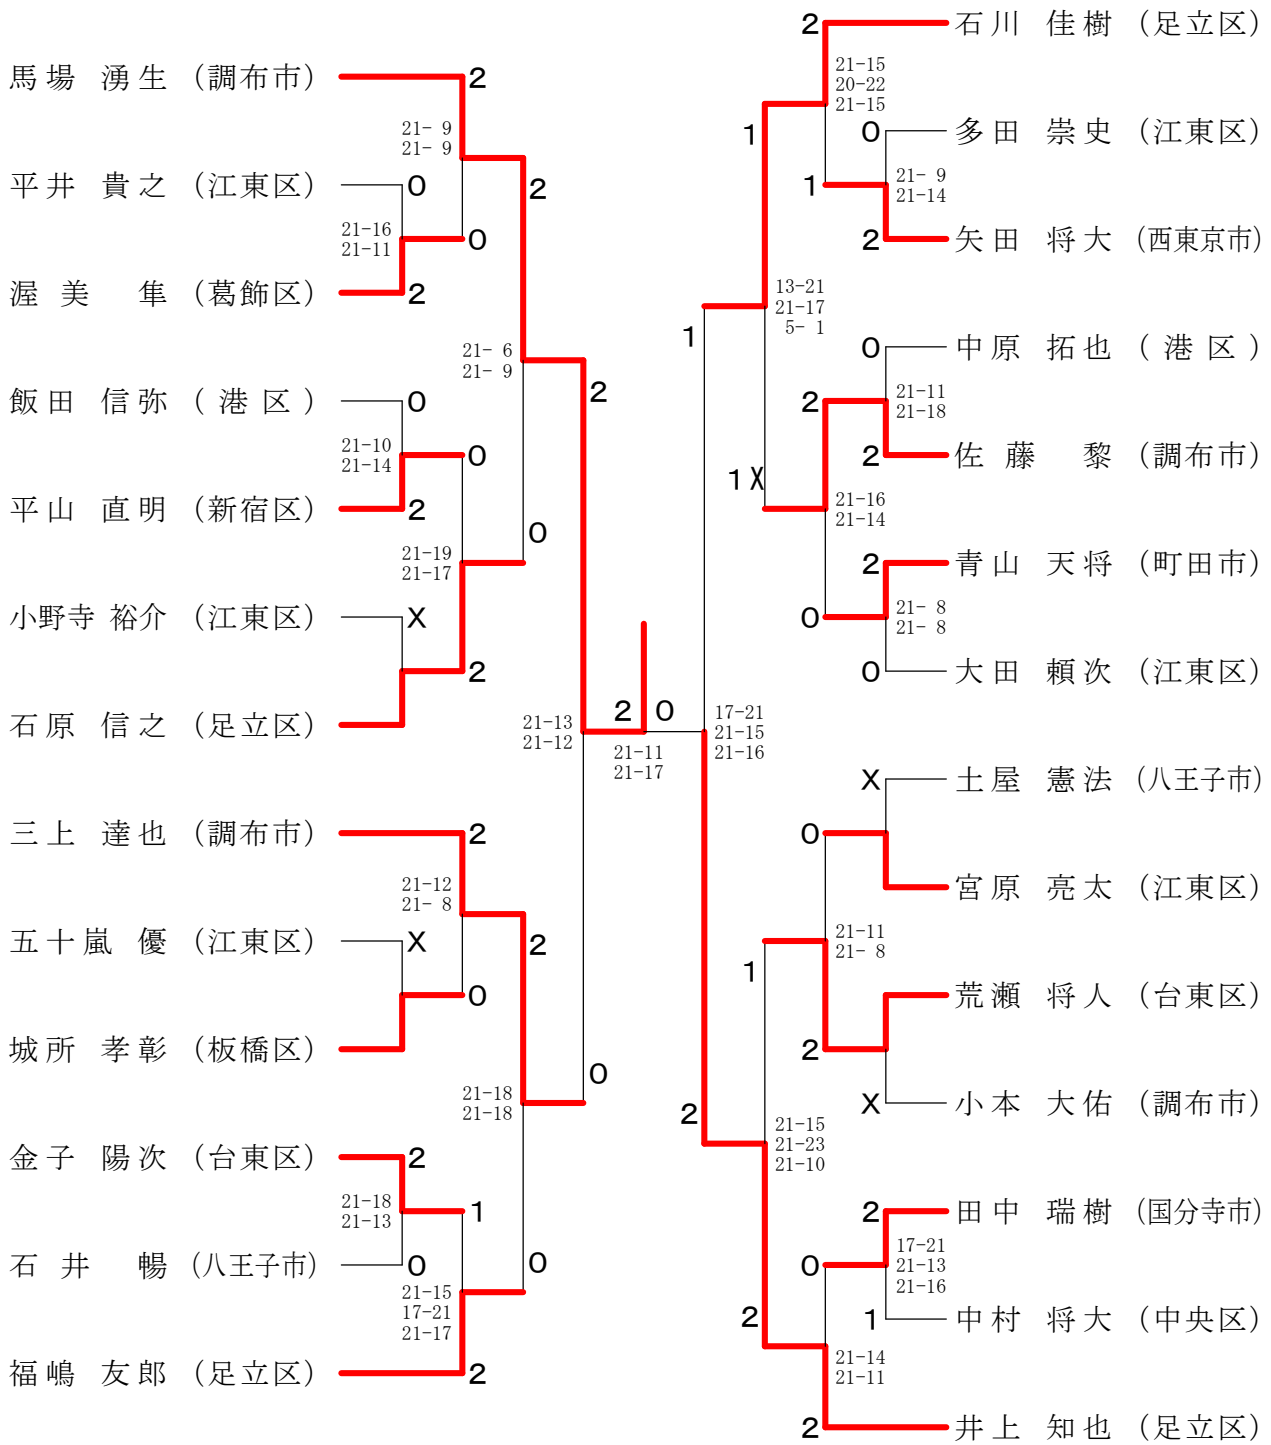 馬場 湧生 (調布市)
2
21- 9
21- 9
平井 貴之 (江東区)
0
2
21-16
21-11
0
渥美 隼 (葛飾区)
2
21- 6
21- 9
飯田 信弥 (港区)
0
2
21-10
21-14
0
平山 直明 (新宿区)
2
0
21-19
21-17
小野寺 裕介 (江東区)
X
2
石原 信之 (足立区)
21-13
21-12
2
0
21-11
21-17
三上 達也 (調布市)
2
21-12
21- 8
五十嵐 優 (江東区)
X
2
0
城所 孝彰 (板橋区)
0
21-18
21-18
金子 陽次 (台東区)
2
21-18
21-13
1
石井 暢 (八王子市)
0
0
21-15
17-21
21-17
福嶋 友郎 (足立区)
2
2
石川 佳樹 (足立区)
21-15
20-22
21-15
1
0
多田 崇史 (江東区)
21- 9
21-14
1
2
矢田 将大 (西東京市)
13-21
21-17
5- 1
1
0
中原 拓也 (港区)
21-11
21-18
2
2
佐藤 黎 (調布市)
1 X
21-16
21-14
2
青山 天将 (町田市)
21- 8
21- 8
0
0
大田 頼次 (江東区)
17-21
21-15
21-16
X
土屋 憲法 (八王子市)
0
宮原 亮太 (江東区)
21-11
21- 8
1
荒瀬 将人 (台東区)
2
X
小本 大佑 (調布市)
2
21-15
21-23
21-10
2
田中 瑞樹 (国分寺市)
17-21
21-13
21-16
0
1
中村 将大 (中央区)
2
21-14
21-11
2
井上 知也 (足立区)